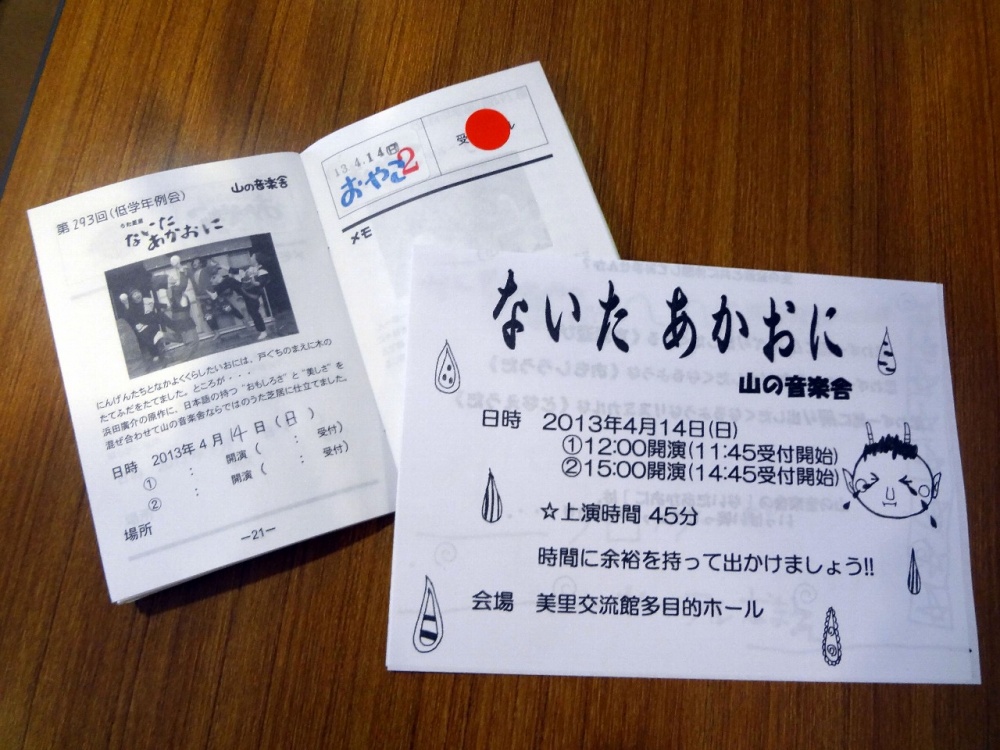 第293回(低学年例会)
山の音楽舎
うた芝居
ないた
あかおに
にんげんたちとなかよくくらしたいおには、戸ぐちのまえに木の
たてふだをたてました。ところが・・・
浜田廣介の原作に、日本語の持つ“おもしろさ”と“美しさ”を
混ぜ合わせて山の音楽舎ならではのうた芝居に仕立てました。
日時 2013年4月14日(日)
① : 開演( : 受付)
② : 開演( : 受付)
場所
−21−
13.4.14㊐
おやこ2
受 ル
メモ
ないた あかおに
山の音楽舎
日時 2013年4月14日(日)
①12:00開演(11:45受付開始)
②15:00開演(14:45受付開始)
☆上演時間 45分
時間に余裕を持って出かけましょう!!
会場 美里交流館多目的ホール